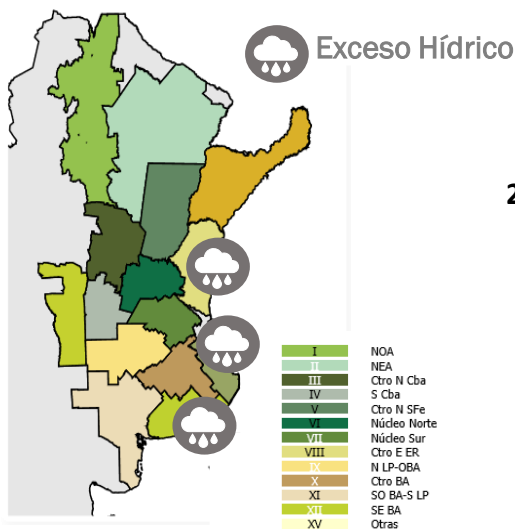 Exceso Hídrico
2
I NOA
II NEA
III Ctro N Cba
IV S Cba
V Ctro N SFe
VI Núcleo Norte
VII Núcleo Sur
VIII Ctro E ER
IX N LP-OBA
X Ctro BA
XI SO BA-S LP
XII SE BA
XV Otras